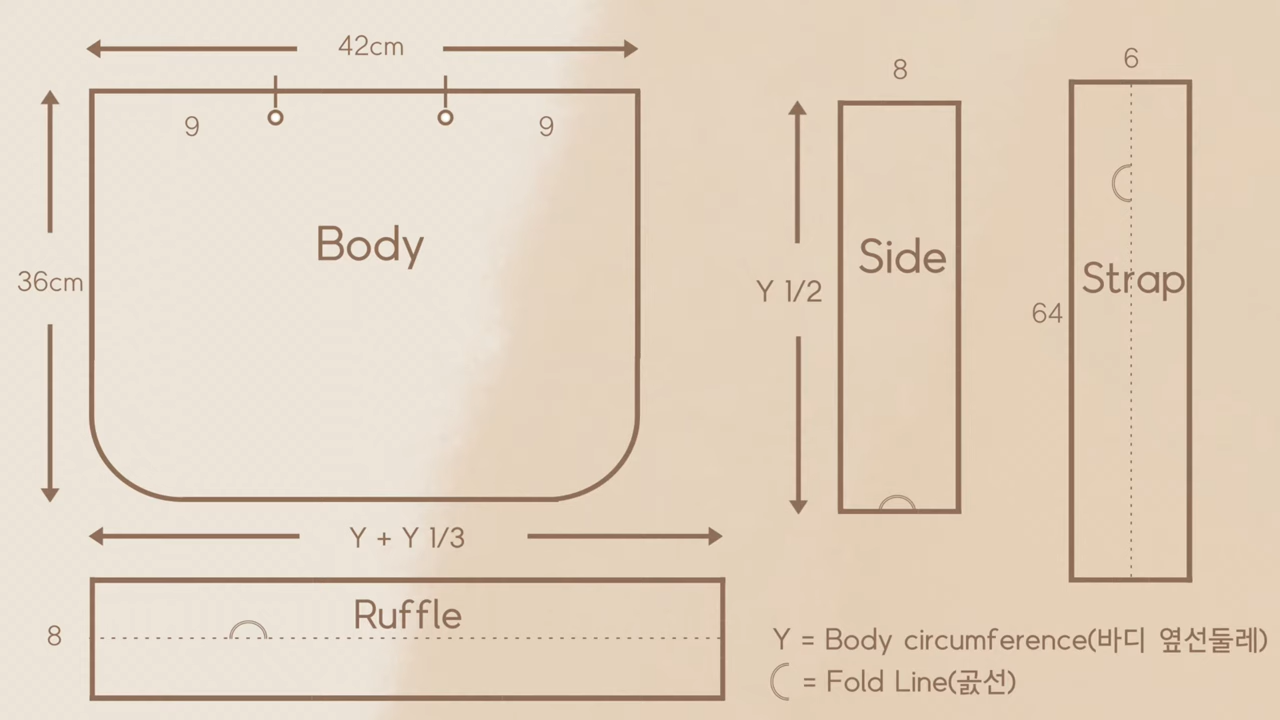 42cm
9
9
Body
36cm
8
Y 1/2
Side
6
Strap
64
Y + Y 1/3
Ruffle
8
Y = Body circumference(바디 옆선둘레)
= Fold Line(곬선)